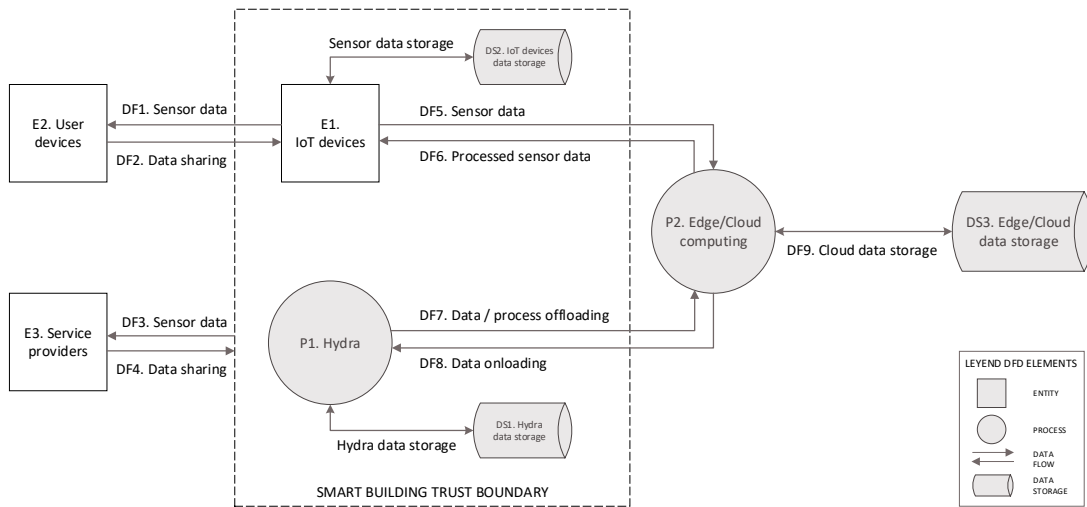 Sensor data storage
DS2. IoT devices
data storage
DF1. Sensor data
E2. User
devices
DF2. Data sharing
E1.
IoT devices
DF5. Sensor data
DF6. Processed sensor data
P2. Edge/Cloud
computing
DF9. Cloud data storage
DS3. Edge/Cloud
data storage
DF3. Sensor data
E3. Service
providers
DF4. Data sharing
P1. Hydra
DF7. Data / process offloading
DF8. Data onloading
DS1. Hydra
data storage
Hydra data storage
SMART BUILDING TRUST BOUNDARY
LEYEND DFD ELEMENTS
ENTITY
PROCESS
DATA
FLOW
DATA
STORAGE